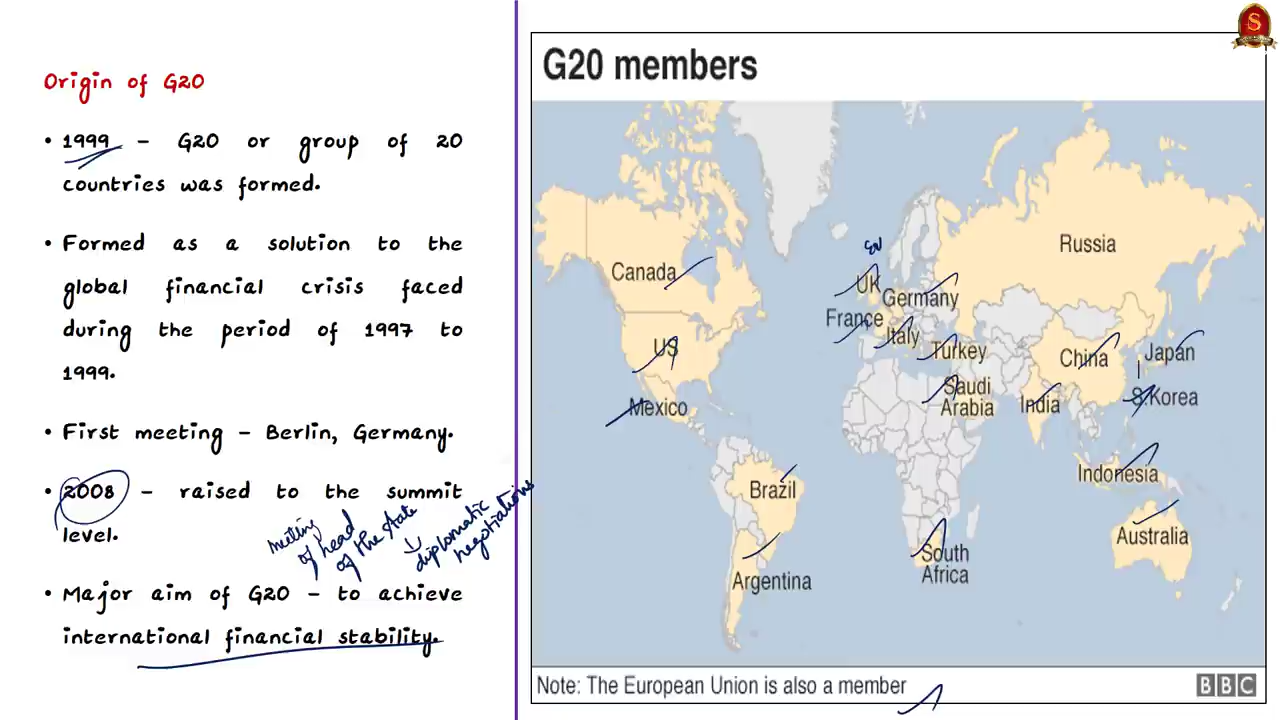 Origin of G20
• 1999 – G20 or group of 20
countries was formed.
• Formed as a solution to the
global financial crisis faced
during the period of 1997 to
1999.
• First meeting – Berlin, Germany.
• 2008 – raised to the summit
level.
meeting
of head
of the state
diplomatic
negotiations
• Major aim of G20 – to achieve
international financial stability.
S
G20 members
Canada
US
Mexico
Brazil
Argentina
UK
France
Germany
Italy
Turkey
Saudi
Arabia
South
Africa
Russia
China
India
Japan
S.Korea
Indonesia
Australia
Note: The European Union is also a member
BBC